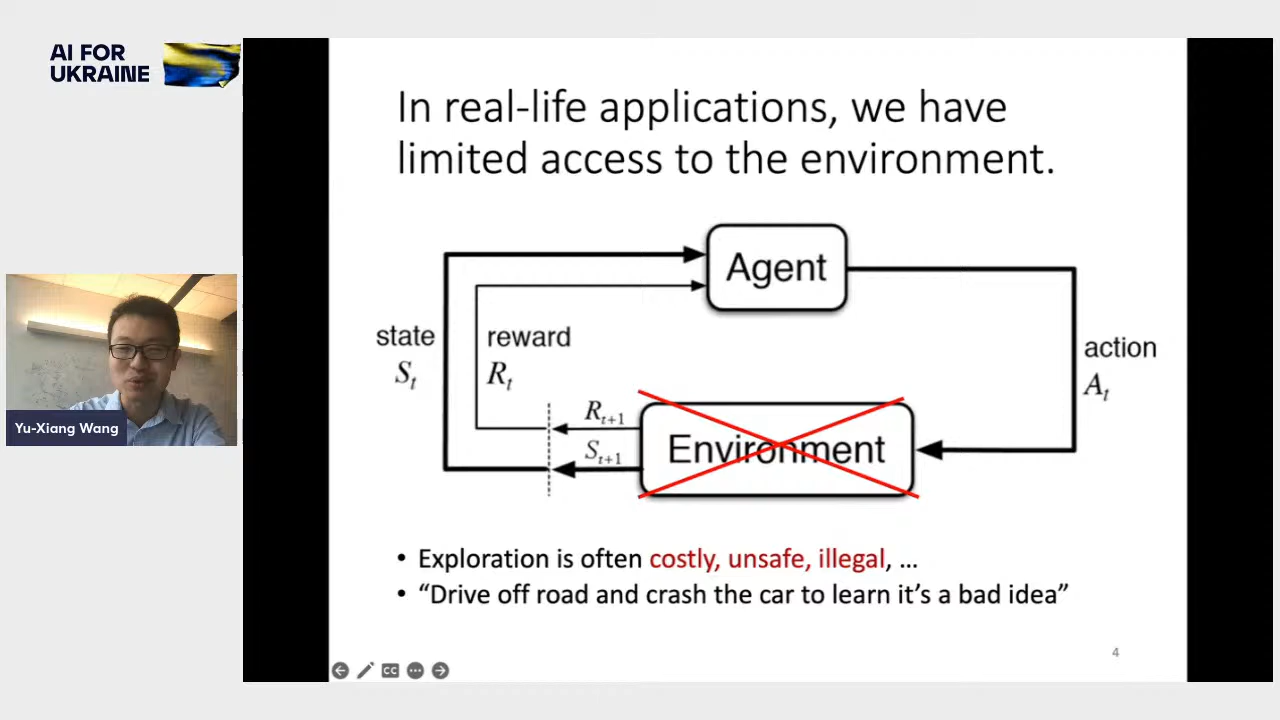 AI FOR
UKRAINE
In real-life applications, we have
limited access to the environment.
Agent
state
S_t
reward
R_t
action
A_t
R_{t+1}
S_{t+1}
Environment
• Exploration is often costly, unsafe, illegal, ...
• “Drive off road and crash the car to learn it’s a bad idea”
Yu-Xiang Wang
4
CC